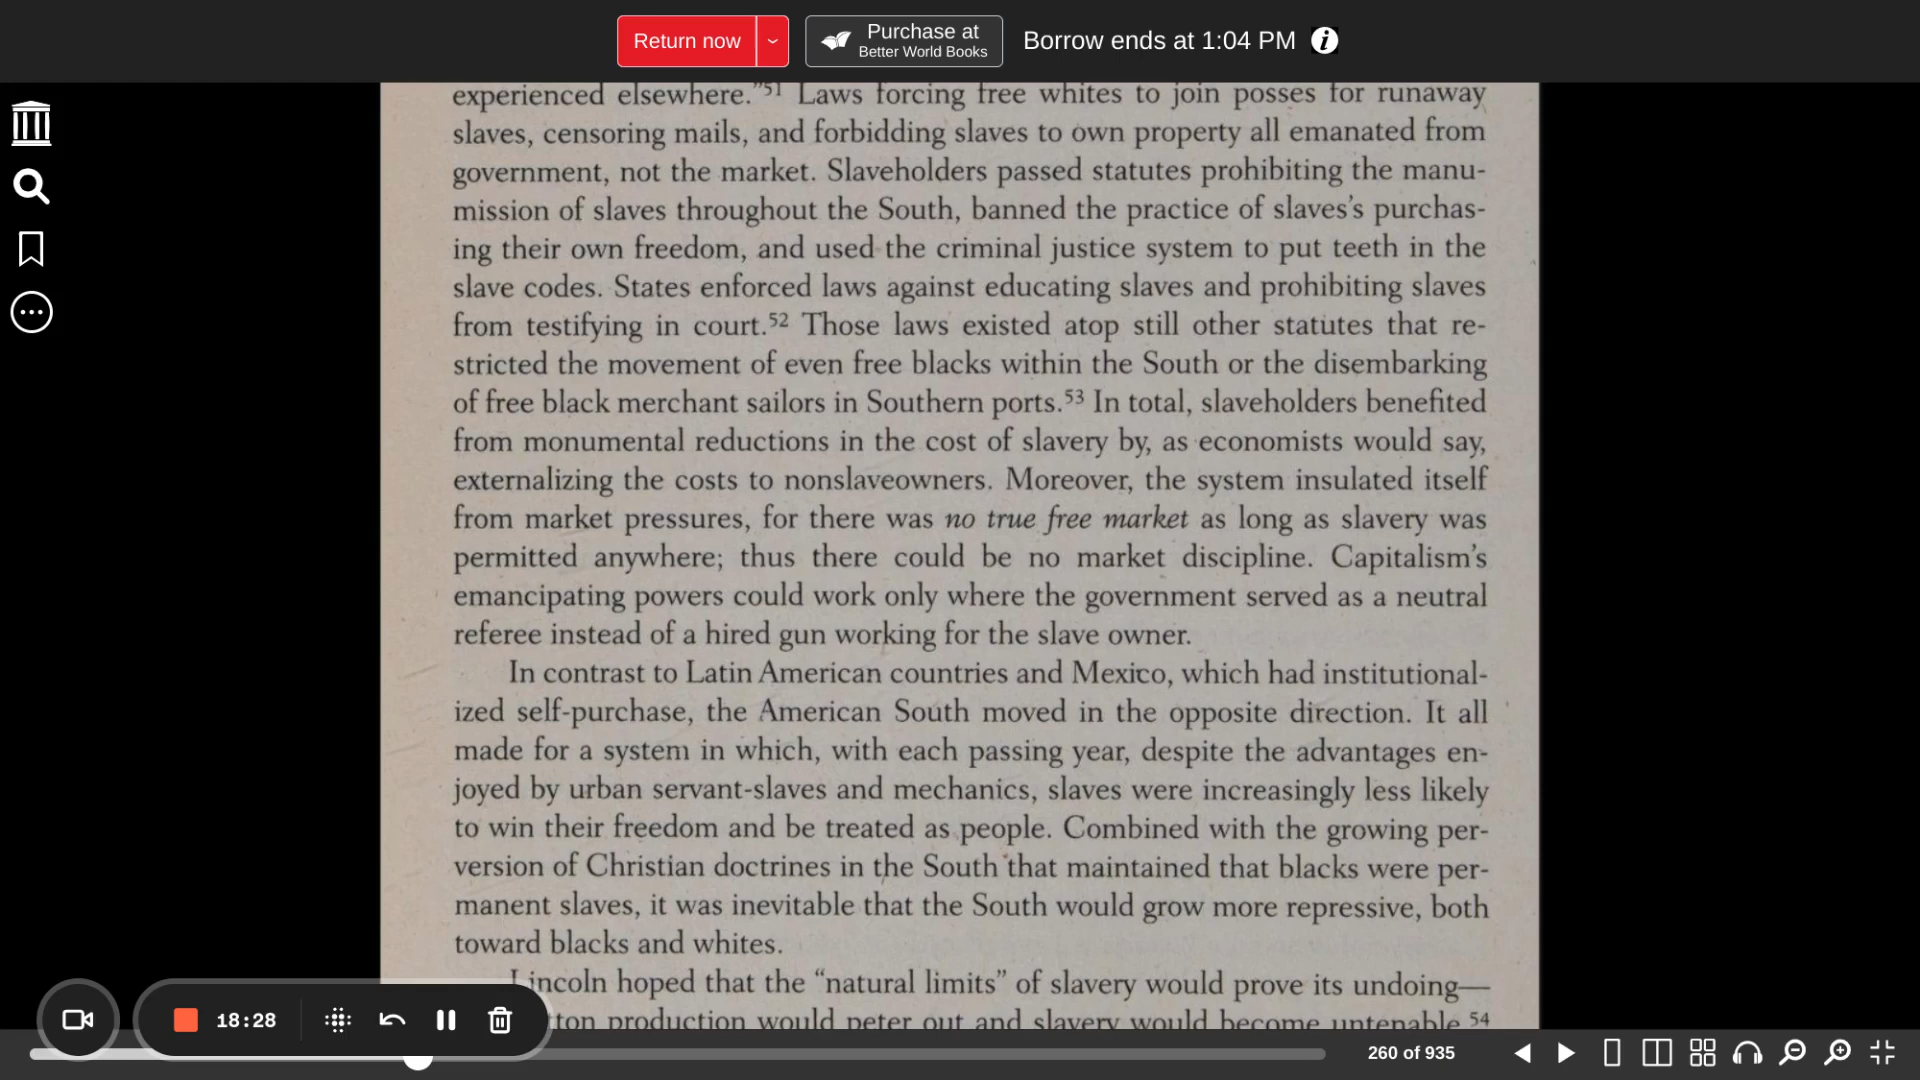 Return now
Purchase at
Better World Books
Borrow ends at 1:04 PM
experienced elsewhere."51 Laws forcing free whites to join posses for runaway
slaves, censoring mails, and forbidding slaves to own property all emanated from
government, not the market. Slaveholders passed statutes prohibiting the manu-
mission of slaves throughout the South, banned the practice of slaves's purchas-
ing their own freedom, and used the criminal justice system to put teeth in the
slave codes. States enforced laws against educating slaves and prohibiting slaves
from testifying in court.52 Those laws existed atop still other statutes that re-
stricted the movement of even free blacks within the South or the disembarking
of free black merchant sailors in Southern ports.53 In total, slaveholders benefited
from monumental reductions in the cost of slavery by, as economists would say,
externalizing the costs to nonslaveowners. Moreover, the system insulated itself
from market pressures, for there was no true free market as long as slavery was
permitted anywhere; thus there could be no market discipline. Capitalism's
emancipating powers could work only where the government served as a neutral
referee instead of a hired gun working for the slave owner.
In contrast to Latin American countries and Mexico, which had institutional-
ized self-purchase, the American South moved in the opposite direction. It all
made for a system in which, with each passing year, despite the advantages en-
joyed by urban servant-slaves and mechanics, slaves were increasingly less likely
to win their freedom and be treated as people. Combined with the growing per-
version of Christian doctrines in the South that maintained that blacks were per-
manent slaves, it was inevitable that the South would grow more repressive, both
toward blacks and whites.
Lincoln hoped that the "natural limits" of slavery would prove its undoing—
production would peter out and slavery would become untenable.54
18:28
260 of 935